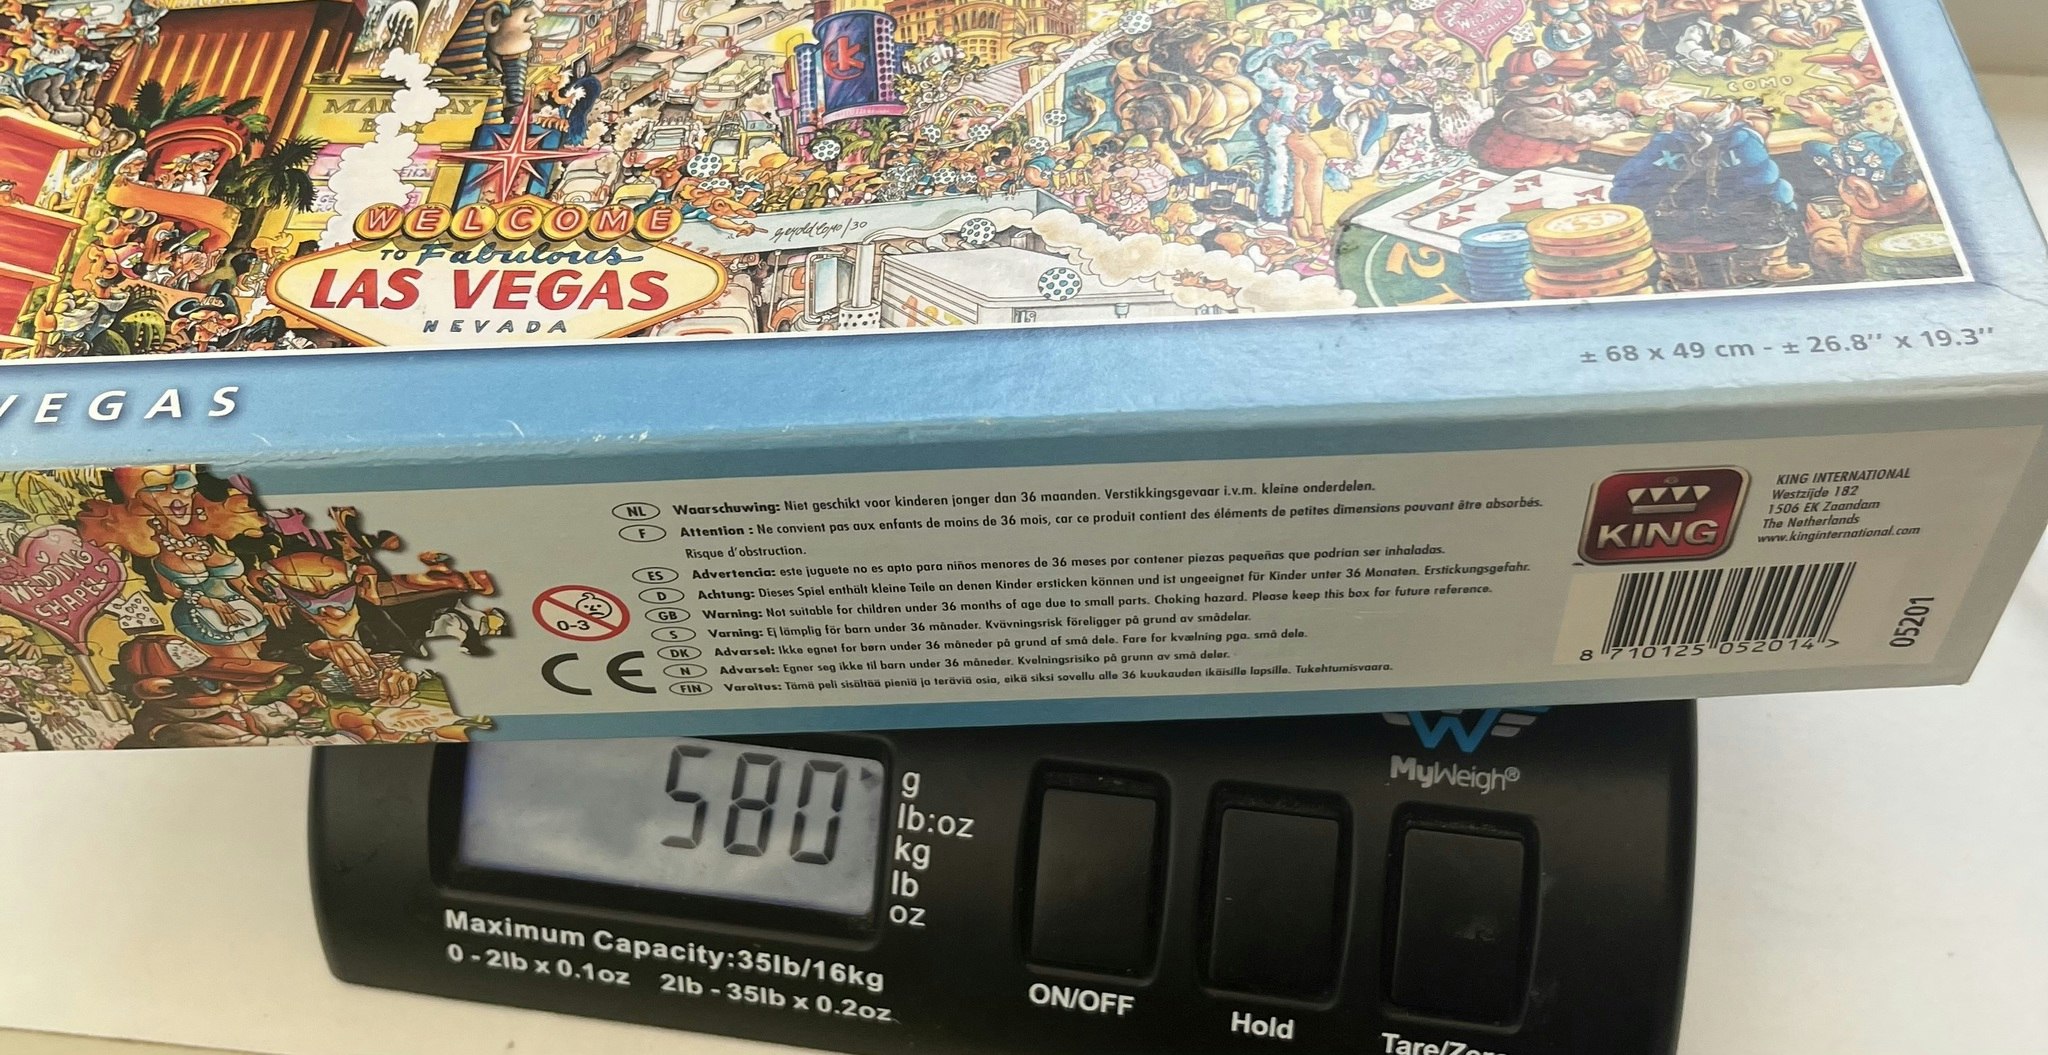 WEDDING
CHAPEL
Harrah
COMO
WELCOME
TO Fabulous
LAS VEGAS
NEVADA
VEGAS
± 68 x 49 cm - ± 26.8" x 19.3"
WEDDING
CHAPEL
0-3
CE
NL Waarschuwing: Niet geschikt voor kinderen jonger dan 36 maanden. Verstikkingsgevaar i.v.m. kleine onderdelen.
F Attention : Ne convient pas aux enfants de moins de 36 mois, car ce produit contient des éléments de petites dimensions pouvant être absorbés.
Risque d'obstruction.
ES Advertencia: este juguete no es apto para niños menores de 36 meses por contener piezas pequeñas que podrían ser inhaladas.
D Achtung: Dieses Spiel enthält kleine Teile an denen Kinder ersticken können und ist ungeeignet für Kinder unter 36 Monaten. Erstickungsgefahr.
GB Warning: Not suitable for children under 36 months of age due to small parts. Choking hazard. Please keep this box for future reference.
S Varning: Ej lämplig för barn under 36 månader. Kvävningsrisk föreligger på grund av smådelar.
DK Advarsel: Ikke egnet for børn under 36 måneder på grund af små dele. Fare for kvælning pga. små dele.
N Advarsel: Egner seg ikke til barn under 36 måneder. Kvelningsrisiko på grunn av små deler.
FIN Varoitus: Tämä peli sisältää pieniä ja teräviä osia, eikä siksi sovellu alle 36 kuukauden ikäisille lapsille. Tukehtumisvaara.
KING
KING INTERNATIONAL
Westzijde 182
1506 EK Zaandam
The Netherlands
www.kinginternational.com
8 710125 052014 >
05201
580
g
lb:oz
kg
lb
oz
MyWeigh®
Maximum Capacity:35lb/16kg
0 - 2lb x 0.1oz 2lb - 35lb x 0.2oz
ON/OFF
Hold
Tare/Zero